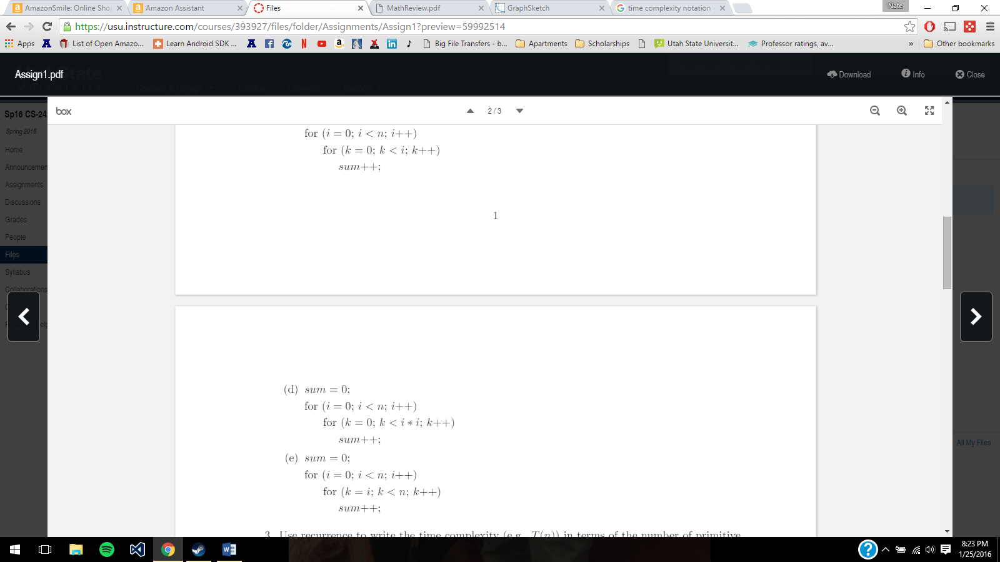 AmazonSmile: Online Shop
Amazon Assistant
Files
MathReview.pdf
GraphSketch
time complexity notation
Nate
https://usu.instructure.com/courses/393927/files/folder/Assignments/Assign1?preview=59992514
Apps
List of Open Amazo...
Learn Android SDK ...
Big File Transfers - b...
Apartments
Scholarships
Utah State Universit...
Professor ratings, av...
»
Other bookmarks
Assign1.pdf
Download
Info
Close
Sp16 CS-24
box
2 / 3
Spring 2016
Home
Announcemen
Assignments
Discussions
Grades
People
Files
Syllabus
Collaborations
All My Files
for (i = 0; i < n; i++)
for (k = 0; k < i; k++)
sum++;
1
(d) sum = 0;
for (i = 0; i < n; i++)
for (k = 0; k < i * i; k++)
sum++;
(e) sum = 0;
for (i = 0; i < n; i++)
for (k = i; k < n; k++)
sum++;
3. Use recurrence to write the time complexity (e.g., T(n)) in terms of the number of primitive
8:23 PM
1/25/2016